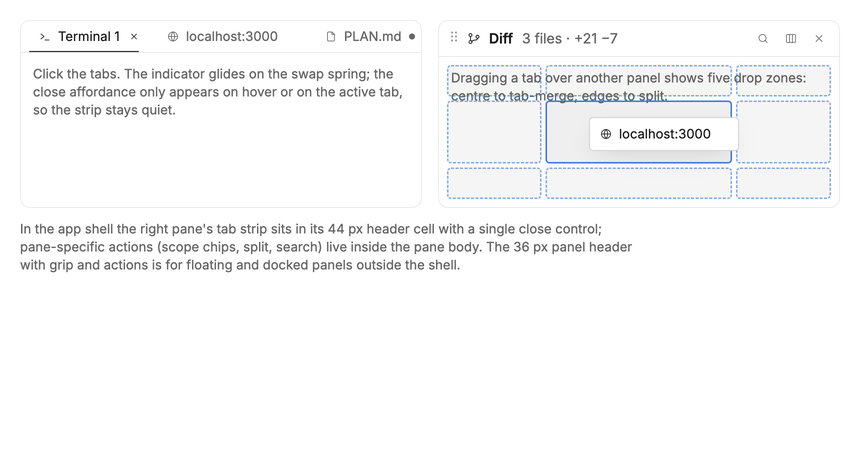 Terminal 1
localhost:3000
PLAN.md
Click the tabs. The indicator glides on the swap spring; the
close affordance only appears on hover or on the active tab,
so the strip stays quiet.
Diff 3 files · +21 −7
Dragging a tab over another panel shows five drop zones:
centre to tab-merge, edges to split.
localhost:3000
In the app shell the right pane's tab strip sits in its 44 px header cell with a single close control;
pane-specific actions (scope chips, split, search) live inside the pane body. The 36 px panel header
with grip and actions is for floating and docked panels outside the shell.